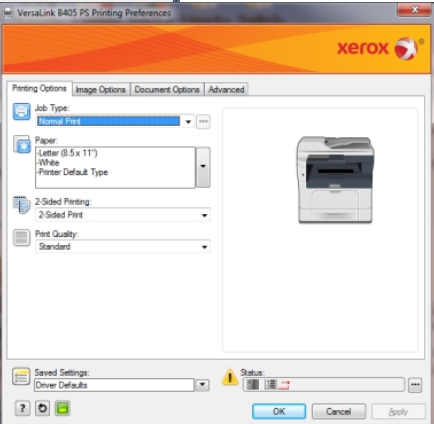 VersaLink B405 PS Printing Preferences
xerox
Printing Options Image Options Document Options Advanced
Job Type:
Normal Print
Paper:
-Letter (8.5 x 11")
-White
-Printer Default Type
2-Sided Printing:
2-Sided Print
Print Quality:
Standard
Saved Settings:
Driver Defaults
Status:
OK Cancel Apply